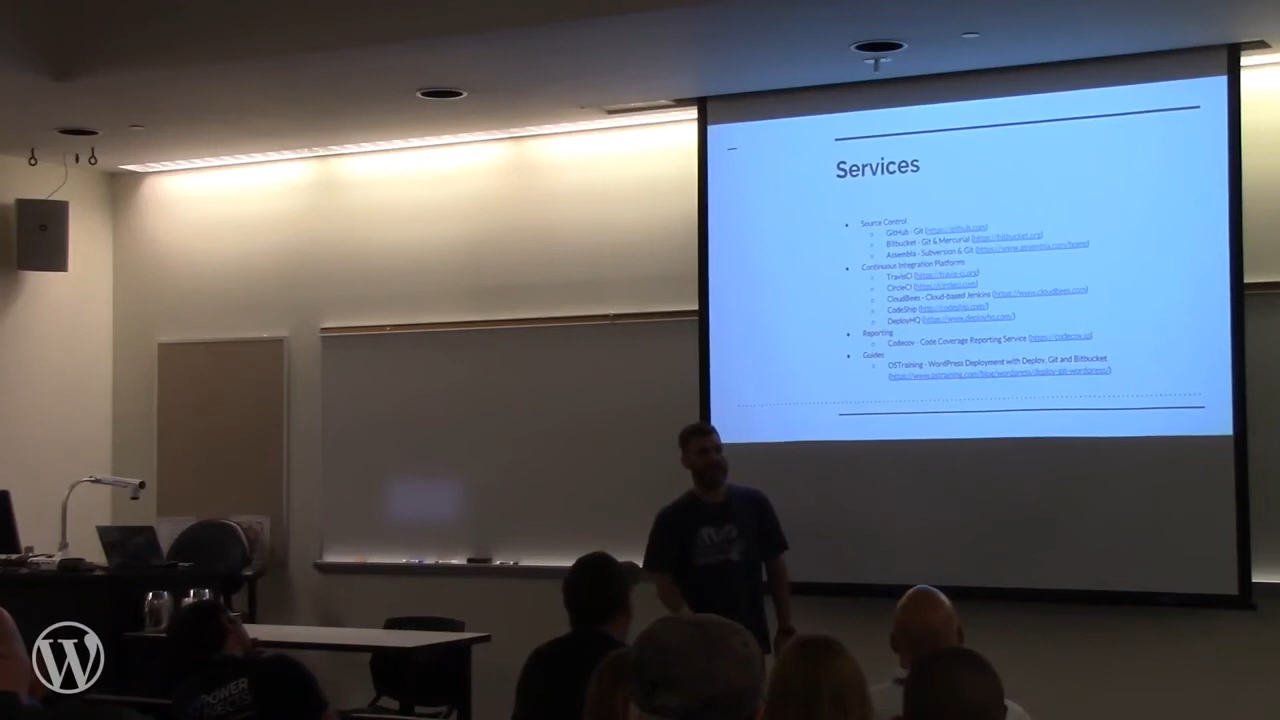 Services
Source Control
GitHub - Git (https://github.com)
Bitbucket - Git & Mercurial (https://bitbucket.org)
Assembla - Subversion & Git (https://www.assembla.com/home)
Continuous Integration Platforms
TravisCI (https://travis-ci.org)
CircleCI (https://circleci.com)
CloudBees - Cloud-based Jenkins (https://www.cloudbees.com)
CodeShip (http://codeship.com/)
DeployHQ (https://www.deployhq.com/)
Reporting
Codecov - Code Coverage Reporting Service (https://codecov.io)
Guides
OSTraining - WordPress Deployment with Deploy, Git and Bitbucket
(https://www.ostraining.com/blog/wordpress/deploy-git-wordpress/)
POWER
W